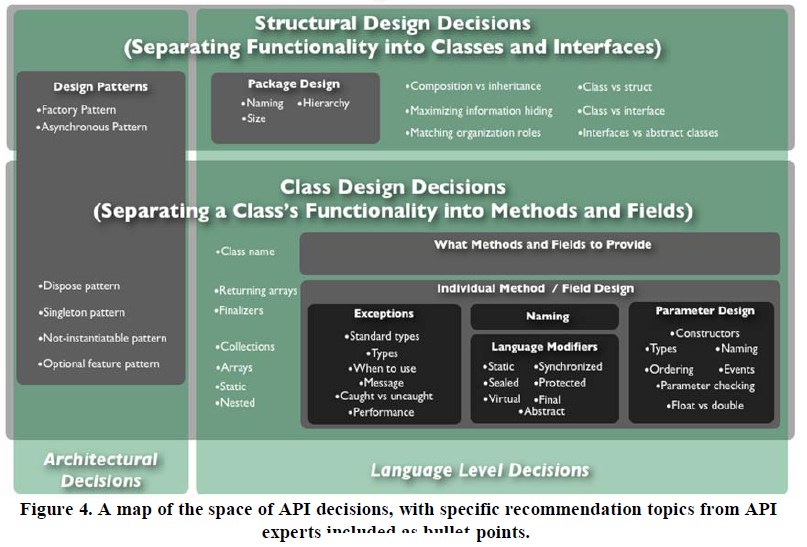 Structural Design Decisions
(Separating Functionality into Classes and Interfaces)
Design Patterns
•Factory Pattern
•Asynchronous Pattern
Package Design
•Naming •Hierarchy
•Size
•Composition vs inheritance
•Maximizing information hiding
•Matching organization roles
•Class vs struct
•Class vs interface
•Interfaces vs abstract classes
Class Design Decisions
(Separating a Class's Functionality into Methods and Fields)
•Dispose pattern
•Singleton pattern
•Not-instantiatable pattern
•Optional feature pattern
•Class name
•Returning arrays
•Finalizers
•Collections
•Arrays
•Static
•Nested
What Methods and Fields to Provide
Individual Method / Field Design
Exceptions
•Standard types
•Types
•When to use
•Message
•Caught vs uncaught
•Performance
Naming
Language Modifiers
•Static •Synchronized
•Sealed •Protected
•Virtual •Final
•Abstract
Parameter Design
•Constructors
•Types •Naming
•Ordering •Events
•Parameter checking
•Float vs double
Architectural
Decisions
Language Level Decisions
Figure 4. A map of the space of API decisions, with specific recommendation topics from API
experts included as bullet points.